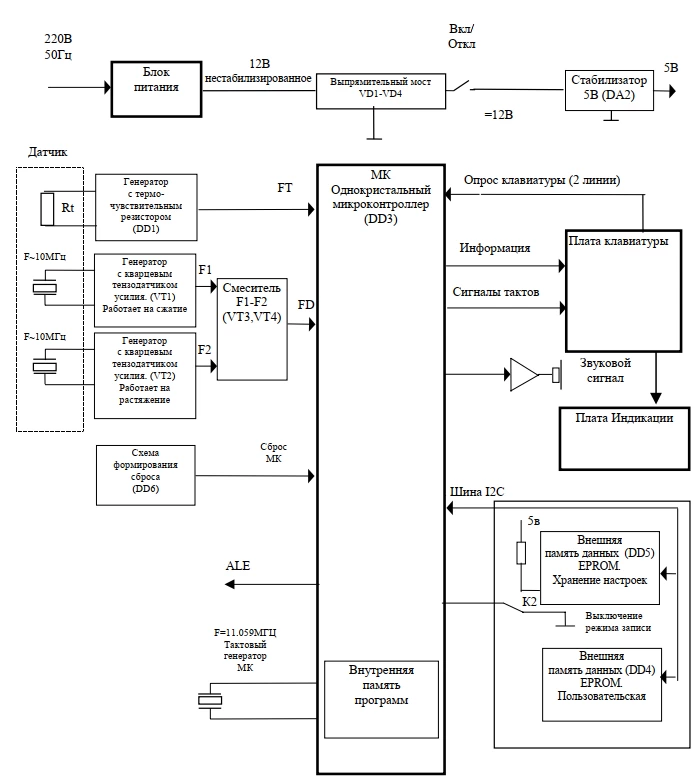 220В
50Гц
Блок
питания
12В
нестабилизированное
Выпрямительный мост
VD1-VD4
Вкл/
Откл
=12В
Стабилизатор
5В (DA2)
5В
Датчик
Rt
Генератор
с термо-
чувствительным
резистором
(DD1)
FT
F~10МГц
Генератор
с кварцевым
тензодатчиком
усилия. (VT1)
Работает на сжатие
F1
F~10МГц
Генератор
с кварцевым
тензодатчиком
усилия. (VT2)
Работает на
растяжение
F2
Смеситель
F1-F2
(VT3,VT4)
FD
Схема
формирования
сброса
(DD6)
Сброс
МК
ALE
F=11.059МГЦ
Тактовый
генератор
МК
МК
Однокристальный
микроконтроллер
(DD3)
Внутренняя
память
программ
Опрос клавиатуры (2 линии)
Информация
Сигналы тактов
Плата клавиатуры
Звуковой
сигнал
Плата Индикации
Шина I2C
5в
Внешняя
память данных (DD5)
EPROM.
Хранение настроек
К2
Выключение
режима записи
Внешняя
память данных (DD4)
EPROM.
Пользовательская